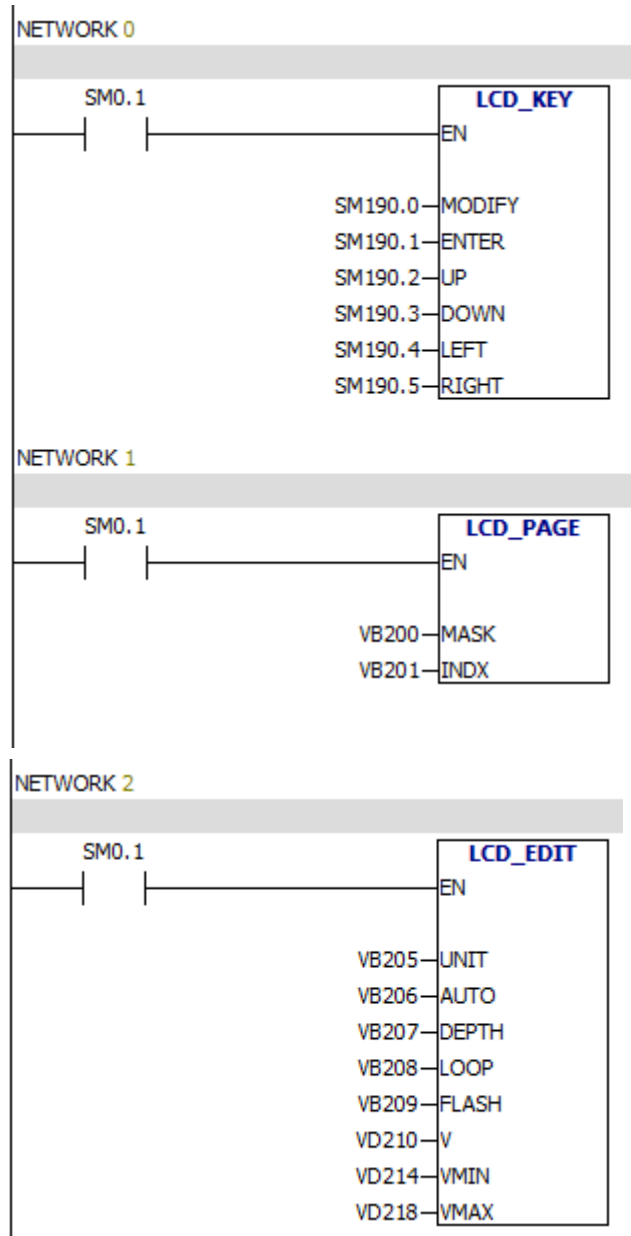 NETWORK 0
SM0.1 LCD_KEY
EN
SM190.0 MODIFY
SM190.1 ENTER
SM190.2 UP
SM190.3 DOWN
SM190.4 LEFT
SM190.5 RIGHT
NETWORK 1
SM0.1 LCD_PAGE
EN
VB200 MASK
VB201 INDX
NETWORK 2
SM0.1 LCD_EDIT
EN
VB205 UNIT
VB206 AUTO
VB207 DEPTH
VB208 LOOP
VB209 FLASH
VD210 V
VD214 VMIN
VD218 VMAX